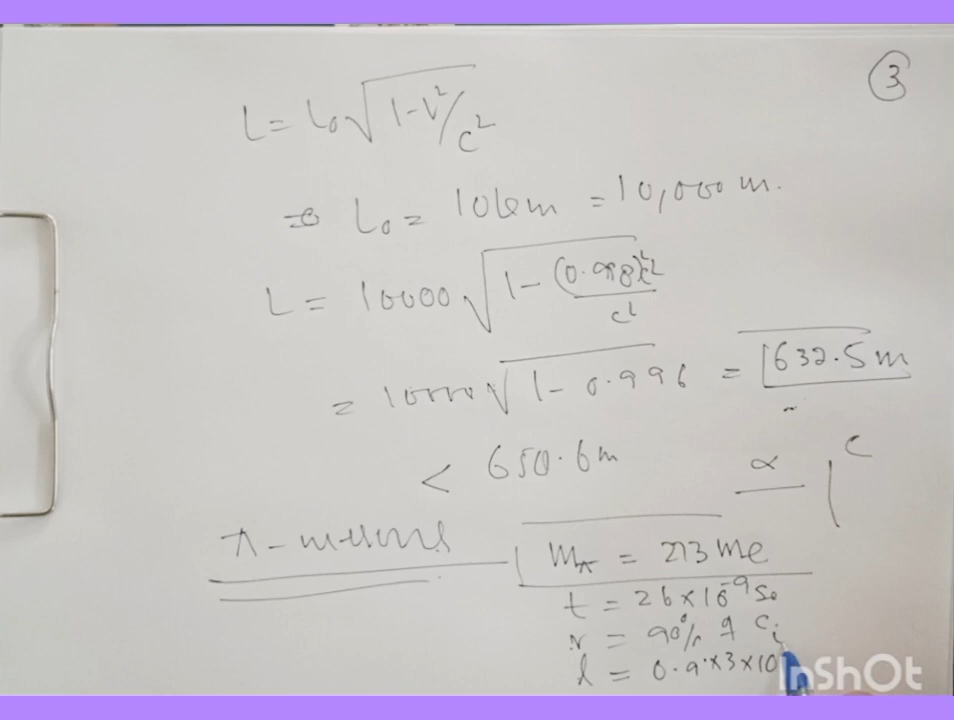 ③
L = L₀√1-V²/c²
⇒ L₀ = 10km = 10,000 m.
L = 10000 √1-(0.998)²c²/c²
= 10000√1-0.996 = 632.5m
< 650.6m
α
c
π-mesons
mπ = 273 me
t = 26×10⁻⁹ s
v = 90% of c
l = 0.9×3×10
InShOt